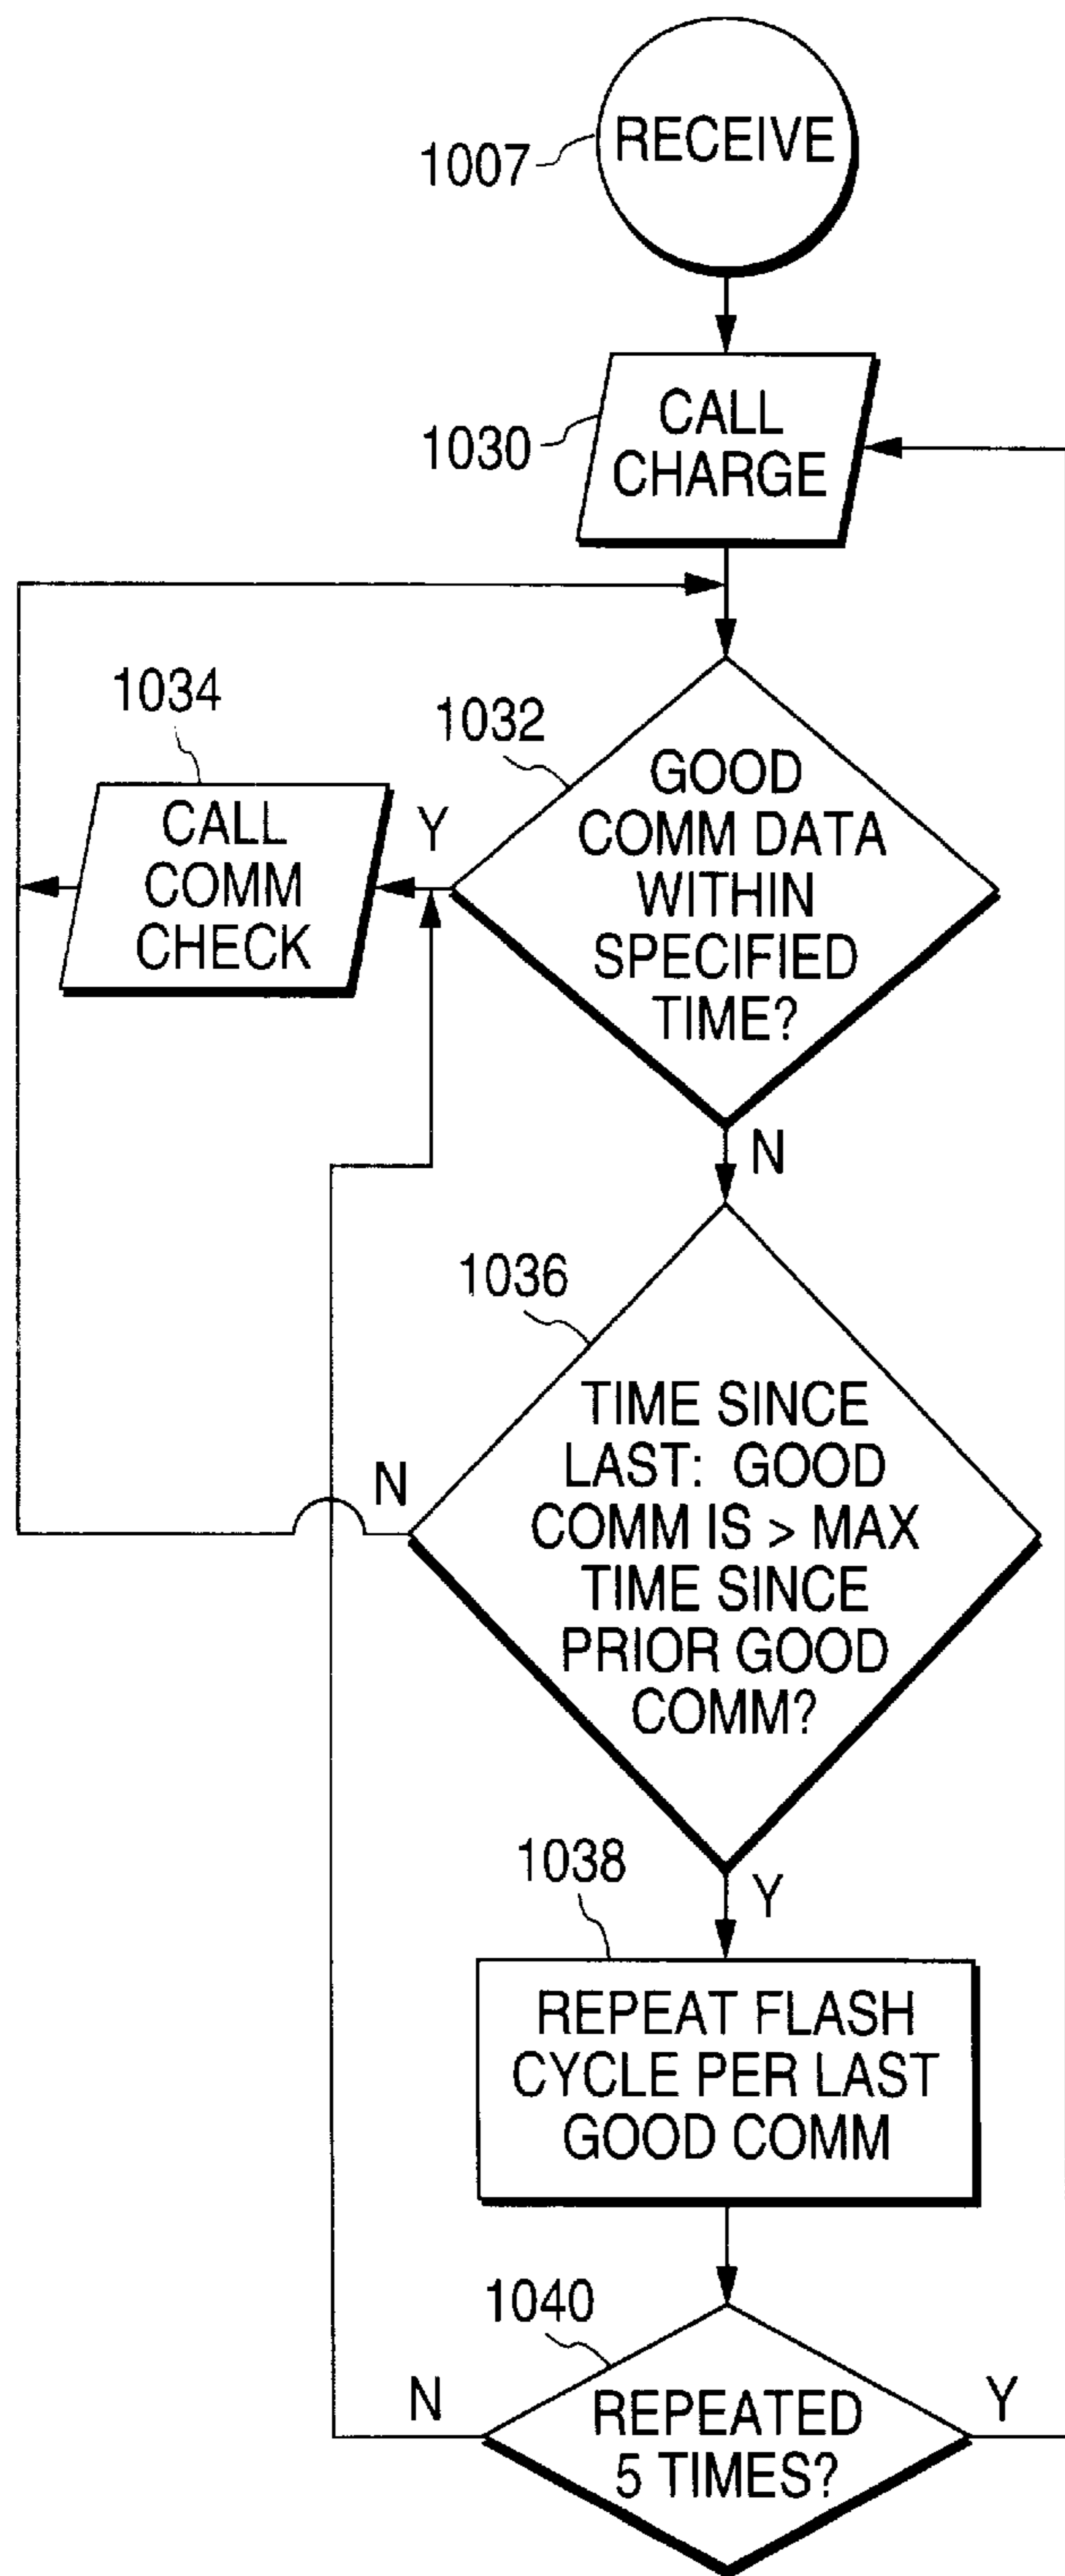 RECEIVE
1007
CALL
CHARGE
1030
1034
CALL
COMM
CHECK
Y
1032
GOOD
COMM DATA
WITHIN
SPECIFIED
TIME?
N
1036
TIME SINCE
LAST: GOOD
COMM IS > MAX
TIME SINCE
PRIOR GOOD
COMM?
N
Y
1038
REPEAT FLASH
CYCLE PER LAST
GOOD COMM
1040
REPEATED
5 TIMES?
N
Y